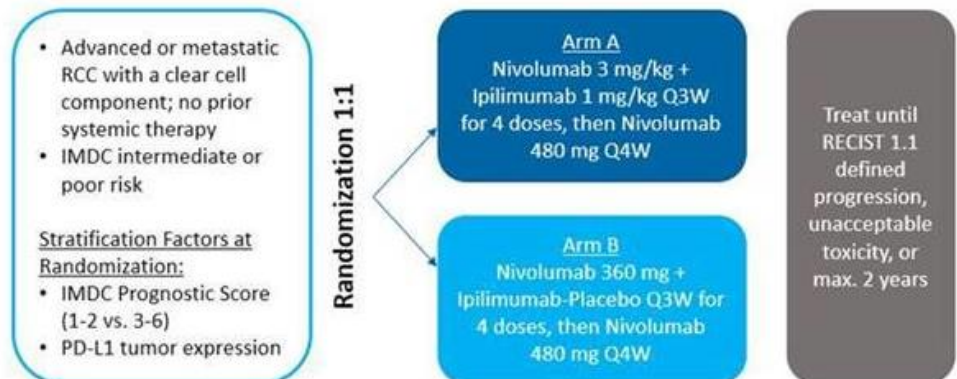 • Advanced or metastatic
RCC with a clear cell
component; no prior
systemic therapy
• IMDC intermediate or
poor risk
Stratification Factors at
Randomization:
• IMDC Prognostic Score
(1-2 vs. 3-6)
• PD-L1 tumor expression
Randomization 1:1
Arm A
Nivolumab 3 mg/kg +
Ipilimumab 1 mg/kg Q3W
for 4 doses, then Nivolumab
480 mg Q4W
Arm B
Nivolumab 360 mg +
Ipilimumab-Placebo Q3W for
4 doses, then Nivolumab
480 mg Q4W
Treat until
RECIST 1.1
defined
progression,
unacceptable
toxicity, or
max. 2 years